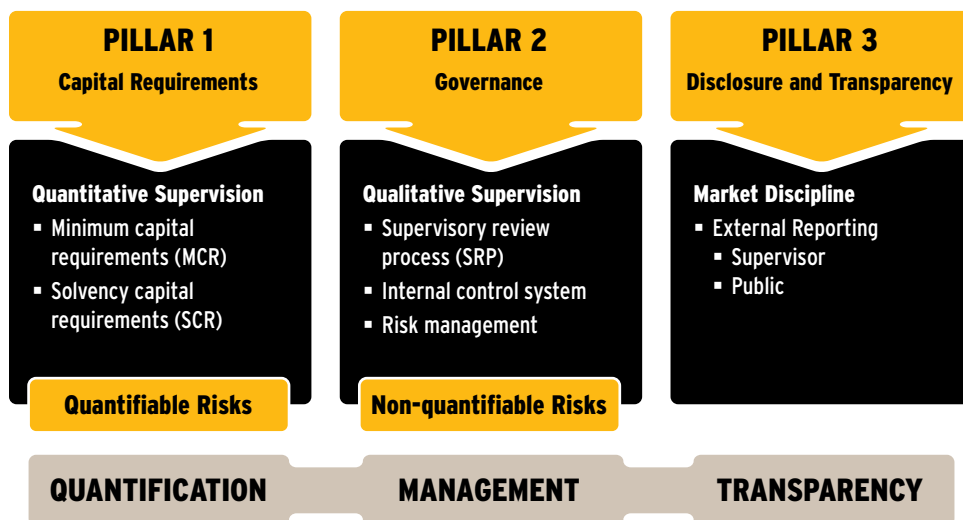 PILLAR 1
Capital Requirements
Quantitative Supervision
▪ Minimum capital
requirements (MCR)
▪ Solvency capital
requirements (SCR)
Quantifiable Risks
QUANTIFICATION
PILLAR 2
Governance
Qualitative Supervision
▪ Supervisory review
process (SRP)
▪ Internal control system
▪ Risk management
Non-quantifiable Risks
MANAGEMENT
PILLAR 3
Disclosure and Transparency
Market Discipline
▪ External Reporting
▪ Supervisor
▪ Public
TRANSPARENCY